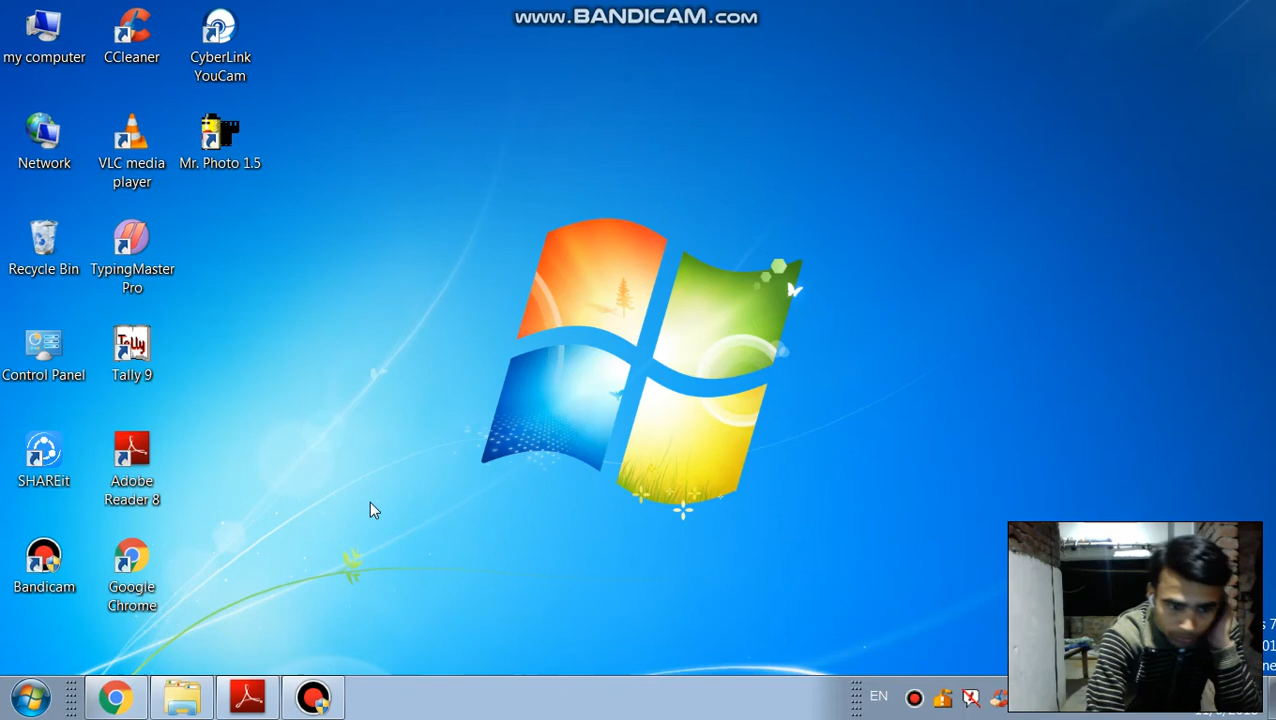 www.BANDICAM.com
my computer
CCleaner
CyberLink YouCam
Network
VLC media player
Mr. Photo 1.5
Recycle Bin
TypingMaster Pro
Control Panel
Tally
Tally 9
SHAREit
Adobe Reader 8
Bandicam
Google Chrome
EN